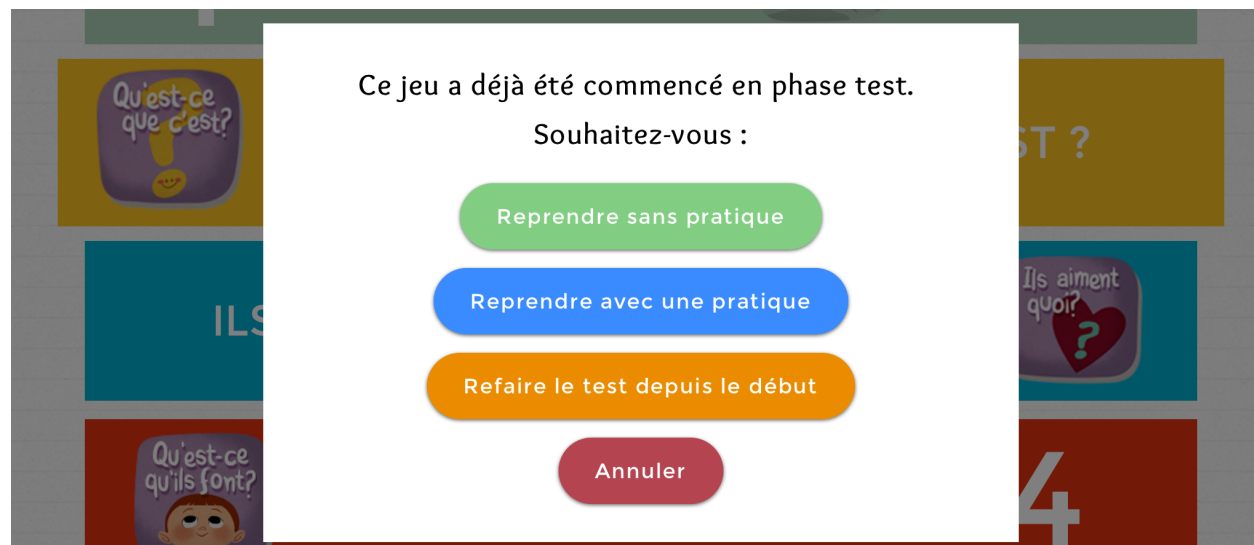 Ce jeu a déjà été commencé en phase test.
Souhaitez-vous :
Reprendre sans pratique
Reprendre avec une pratique
Refaire le test depuis le début
Annuler
Qu'est-ce
que c'est?
ST ?
ILS
Ils aiment
quoi?
?
Qu'est-ce
qu'ils font?
4